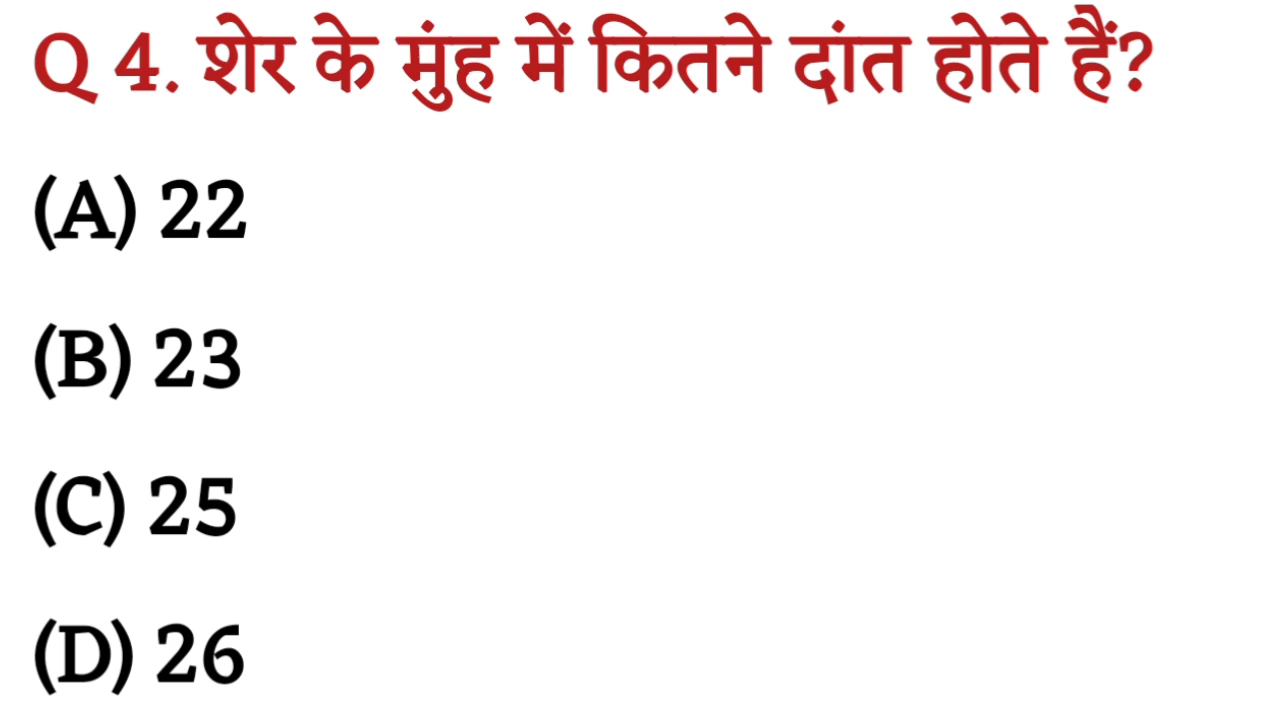 Q 4. शेर के मुंह में कितने दांत होते हैं?
(A) 22
(B) 23
(C) 25
(D) 26